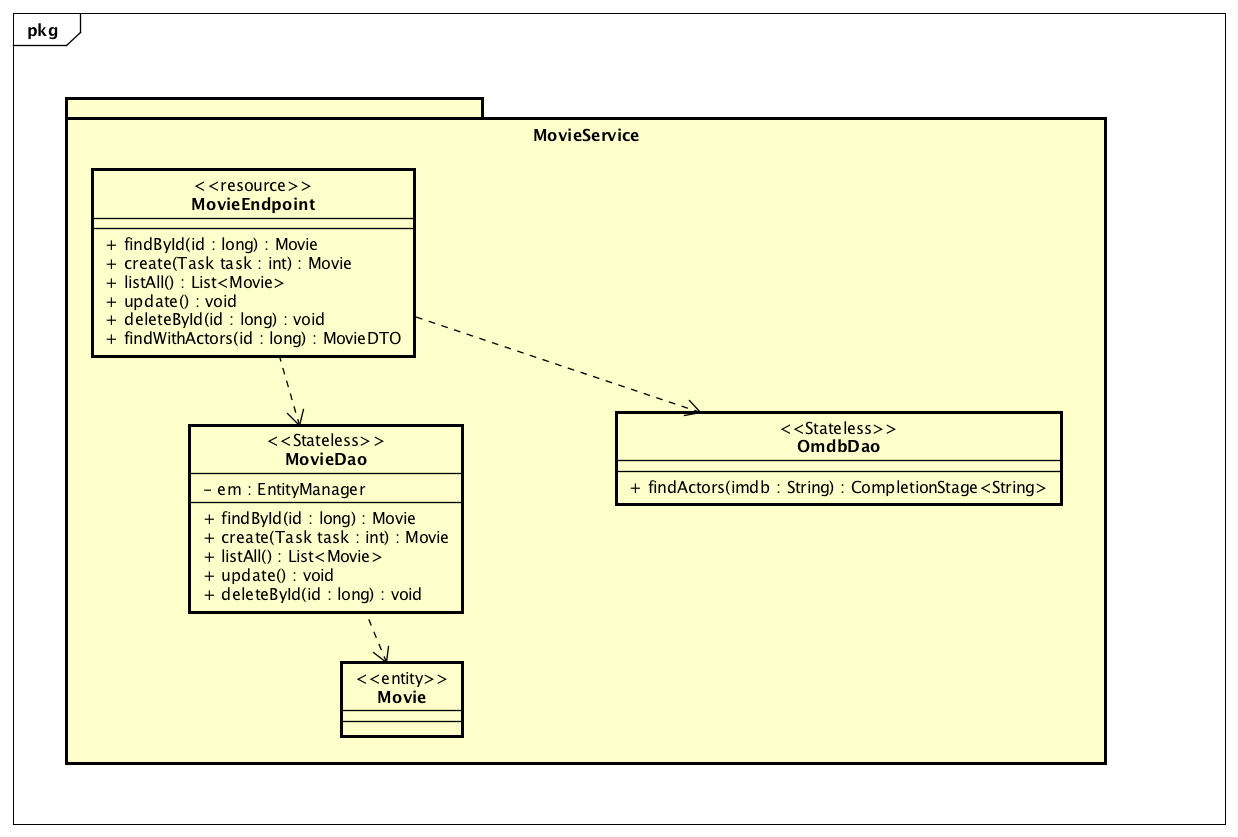 pkg
MovieService
<<resource>>
MovieEndpoint
+ findById(id : long) : Movie
+ create(Task task : int) : Movie
+ listAll() : List<Movie>
+ update() : void
+ deleteById(id : long) : void
+ findWithActors(id : long) : MovieDTO
<<Stateless>>
MovieDao
- em : EntityManager
+ findById(id : long) : Movie
+ create(Task task : int) : Movie
+ listAll() : List<Movie>
+ update() : void
+ deleteById(id : long) : void
<<Stateless>>
OmdbDao
+ findActors(imdb : String) : CompletionStage<String>
<<entity>>
Movie